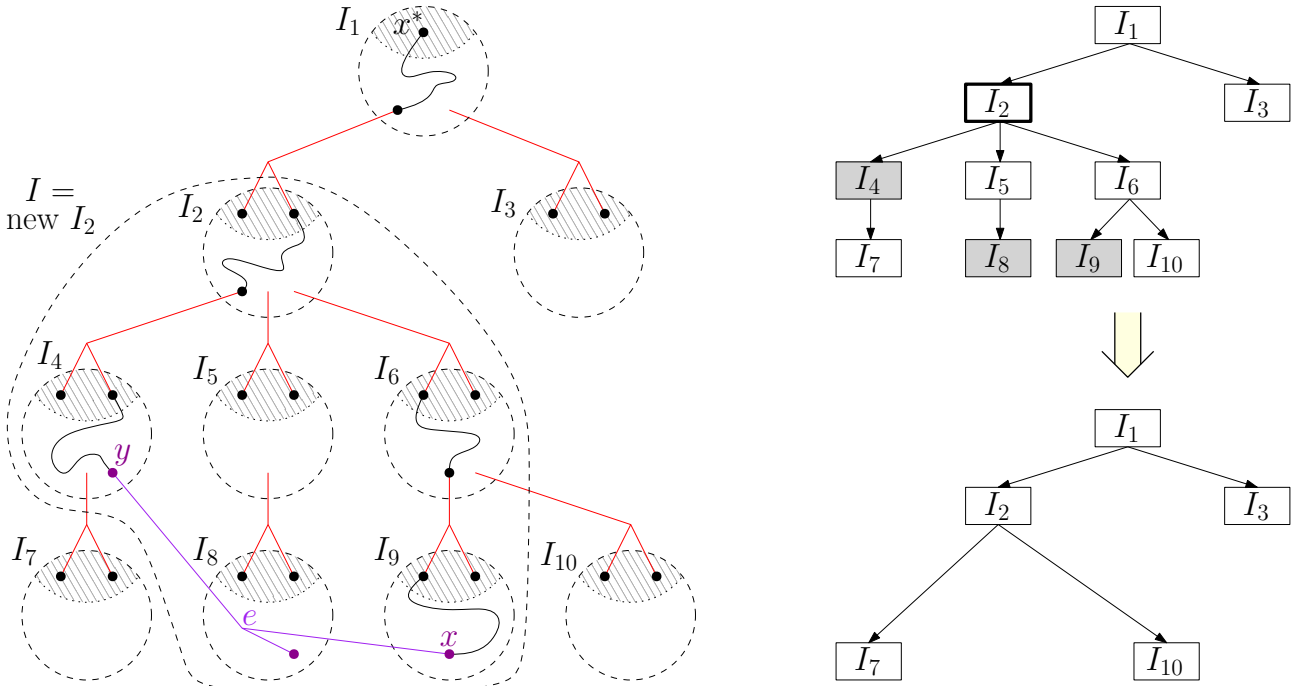 I₁
x*
I =
new I₂
I₂
I₃
I₄
I₅
I₆
y
I₇
I₈
I₉
I₁₀
e
x
I₁
I₂
I₃
I₄
I₅
I₆
I₇
I₈
I₉
I₁₀
I₁
I₂
I₃
I₇
I₁₀